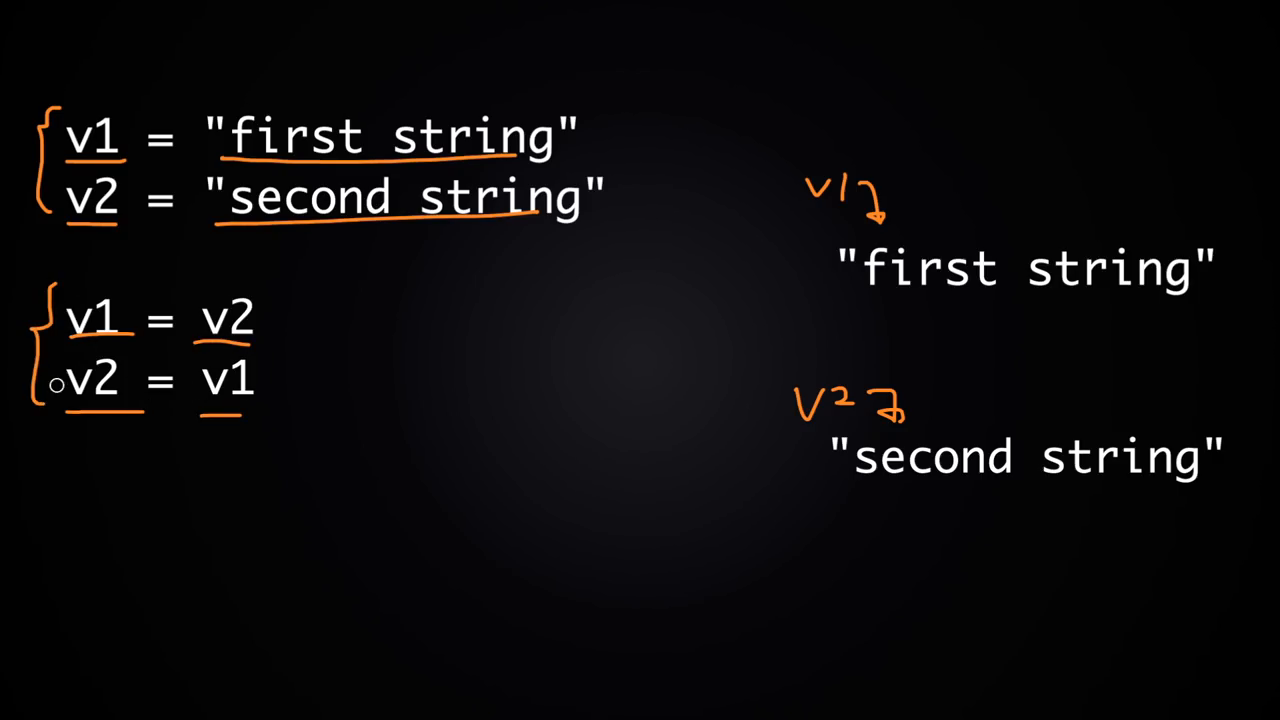 v1 = "first string"
v2 = "second string"
v1 = v2
v2 = v1
v1
"first string"
v2
"second string"